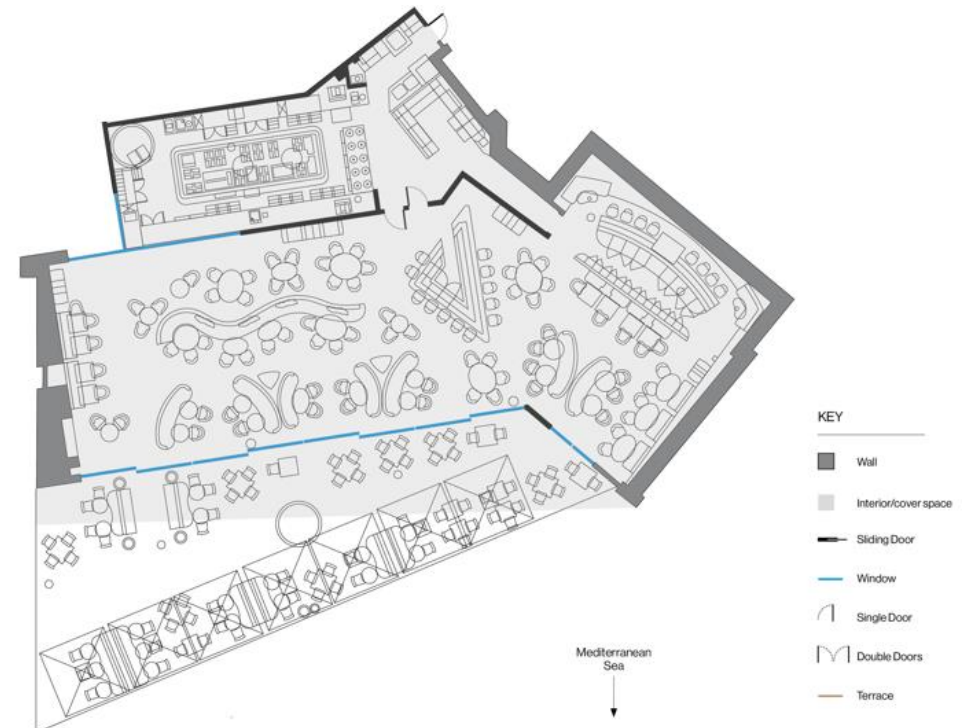 KEY
Wall
Interior/cover space
Sliding Door
Window
Single Door
Double Doors
Terrace
Mediterranean
Sea